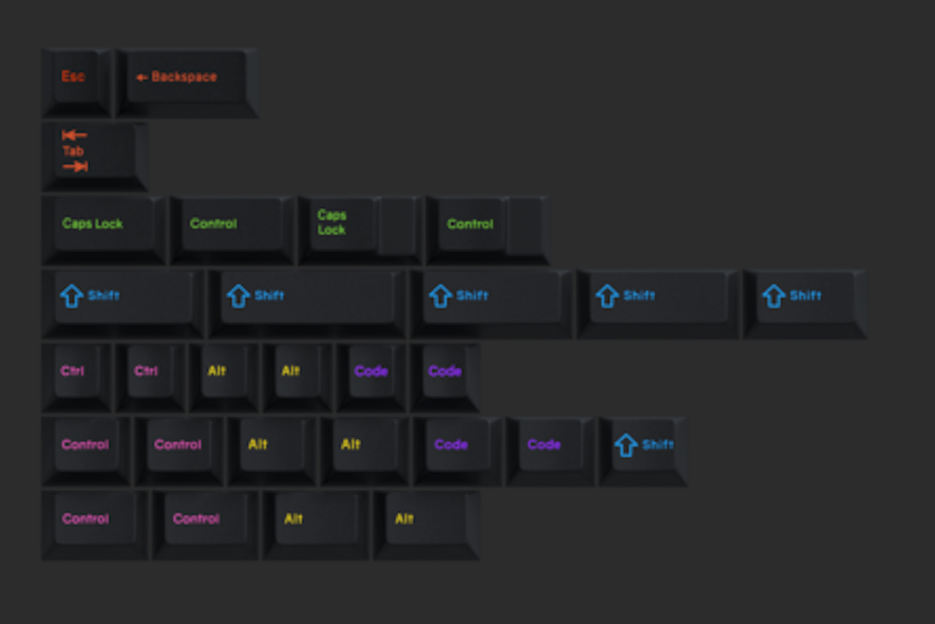 Esc
← Backspace
Tab
Caps Lock
Control
Caps
Lock
Control
Shift
Shift
Shift
Shift
Shift
Ctrl
Ctrl
Alt
Alt
Code
Code
Control
Control
Alt
Alt
Code
Code
Shift
Control
Control
Alt
Alt